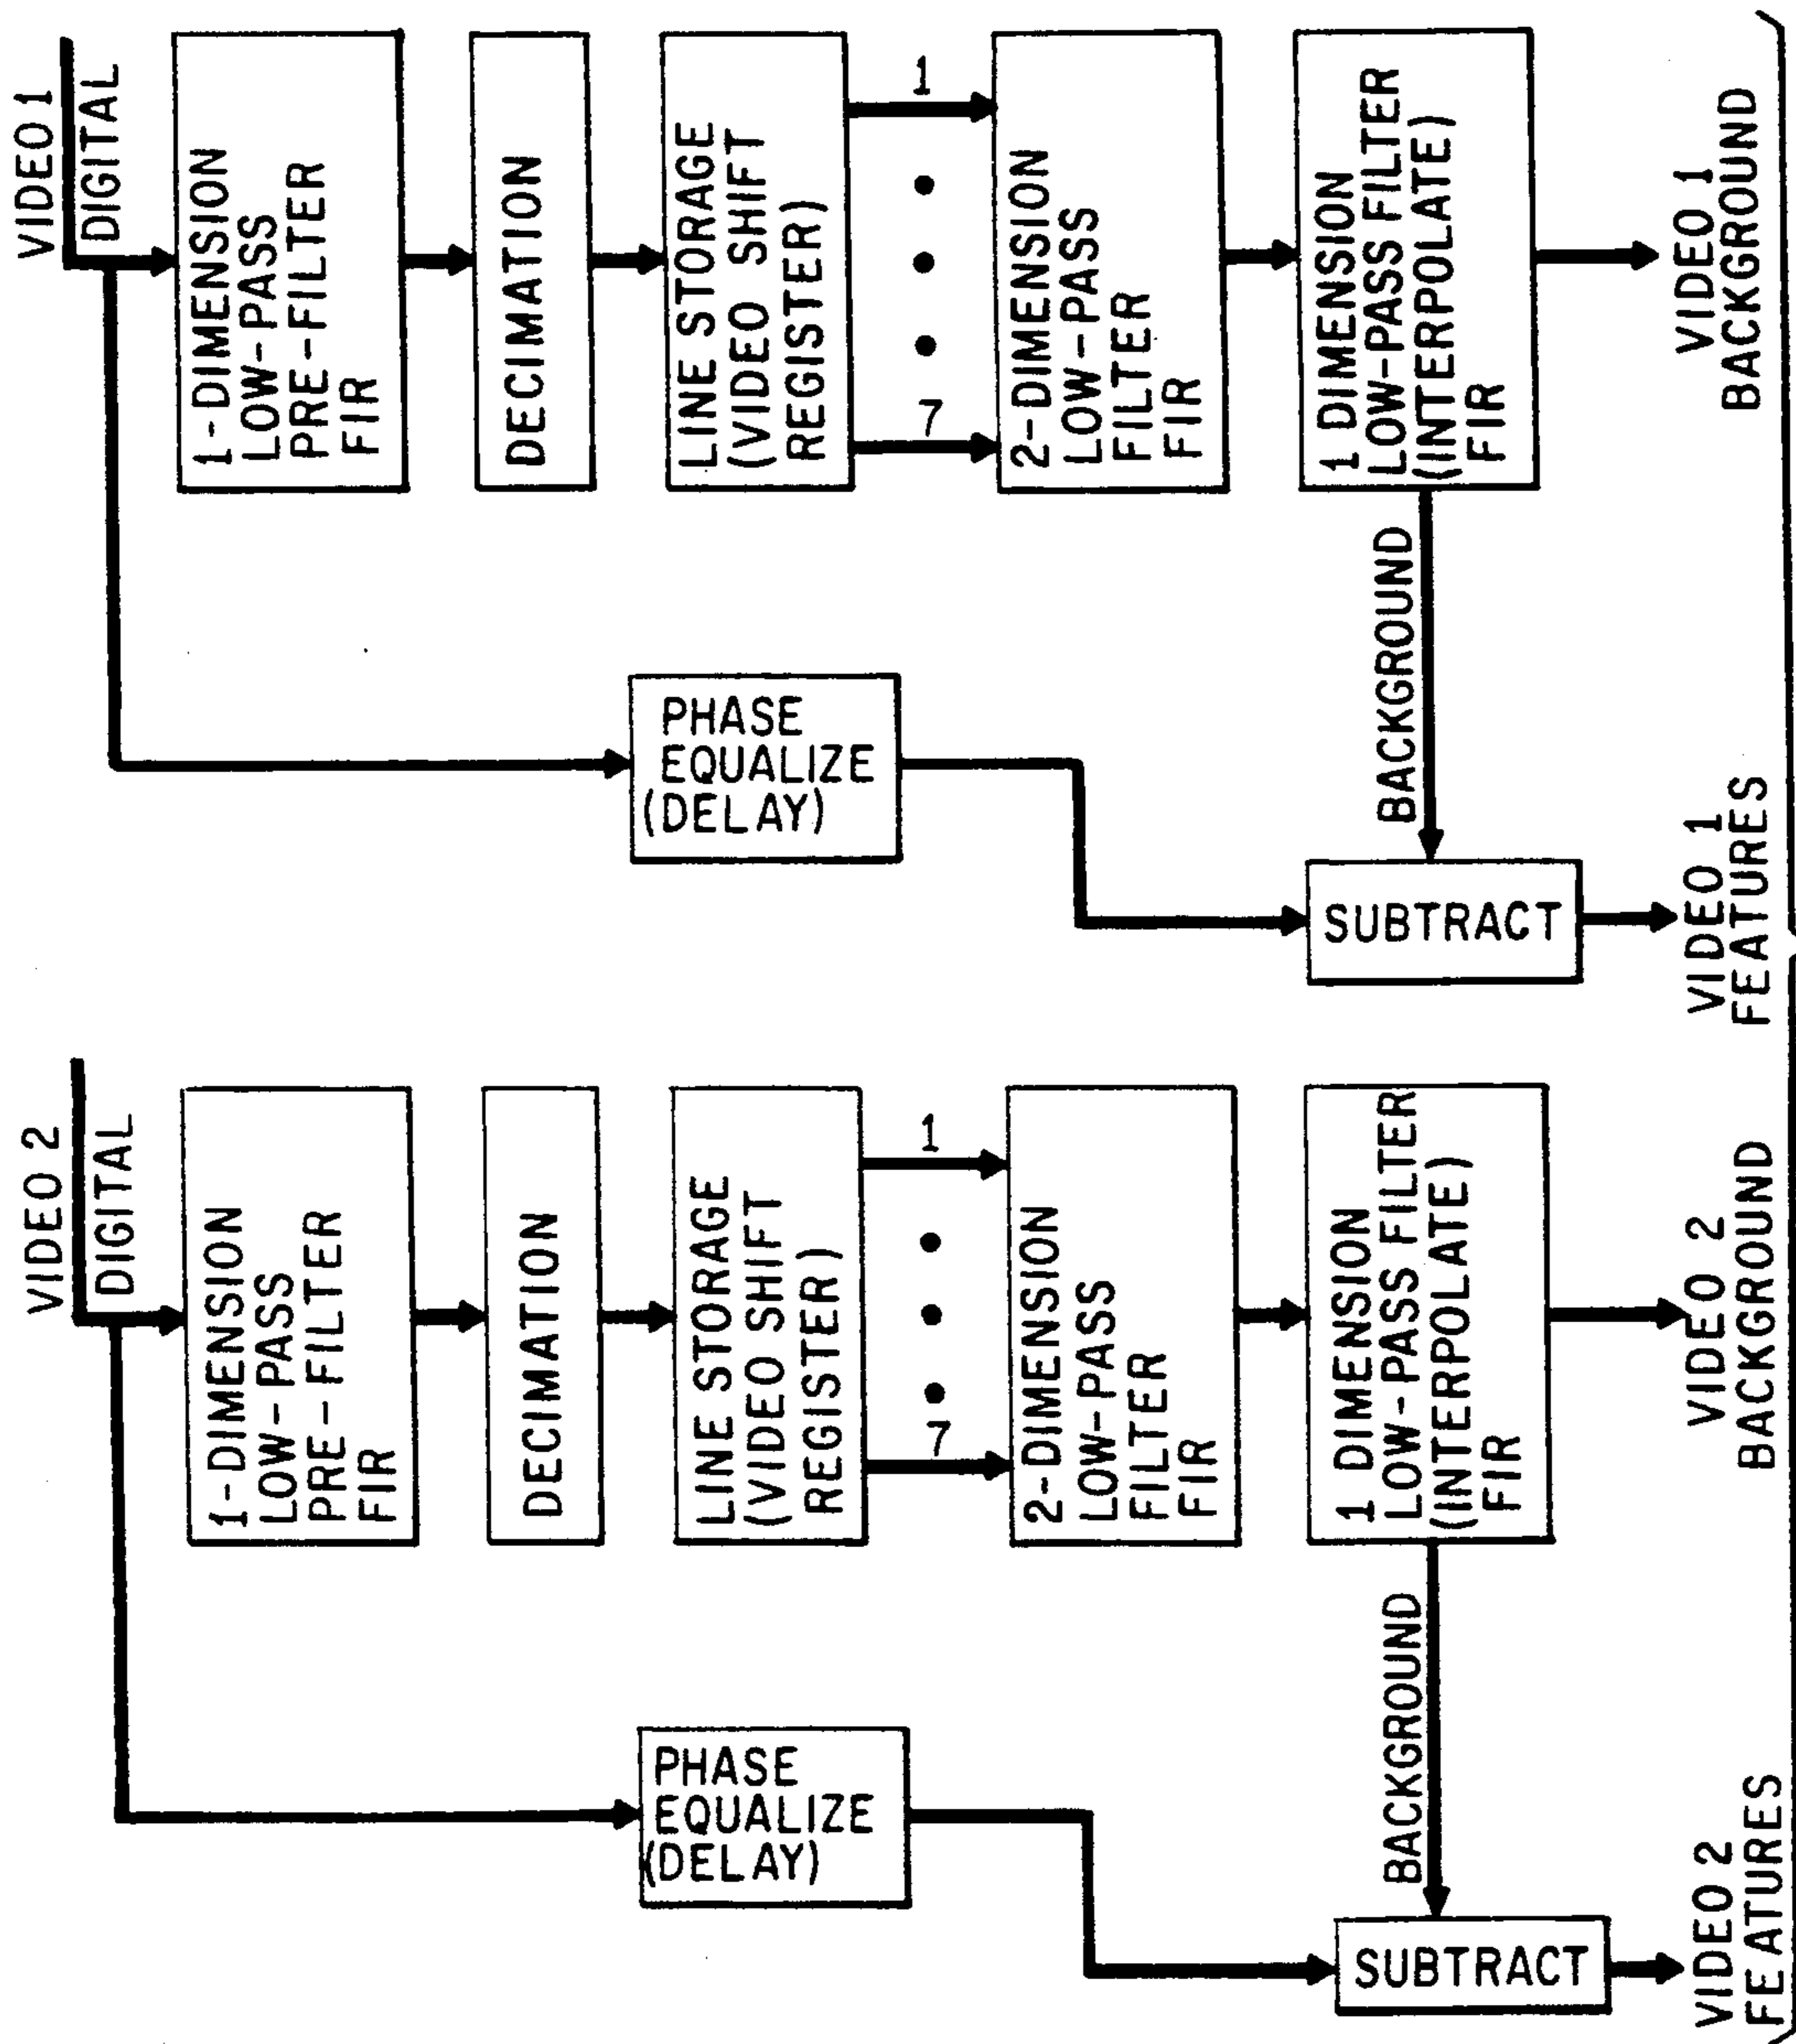 VIDEO 1
DIGITAL
1-DIMENSION
LOW-PASS
PRE-FILTER
FIR
DECIMATION
LINE STORAGE
(VIDEO SHIFT
REGISTER)
1
7
2-DIMENSION
LOW-PASS
FILTER
FIR
1 DIMENSION
LOW-PASS FILTER
(INTERPOLATE)
FIR
VIDEO 1
BACKGROUND
PHASE
EQUALIZE
(DELAY)
BACKGROUND
SUBTRACT
VIDEO 1
FEATURES
VIDEO 2
DIGITAL
1-DIMENSION
LOW-PASS
PRE-FILTER
FIR
DECIMATION
LINE STORAGE
(VIDEO SHIFT
REGISTER)
1
7
2-DIMENSION
LOW-PASS
FILTER
FIR
1 DIMENSION
LOW-PASS FILTER
(INTERPOLATE)
FIR
VIDEO 2
BACKGROUND
PHASE
EQUALIZE
(DELAY)
BACKGROUND
SUBTRACT
VIDEO 2
FEATURES